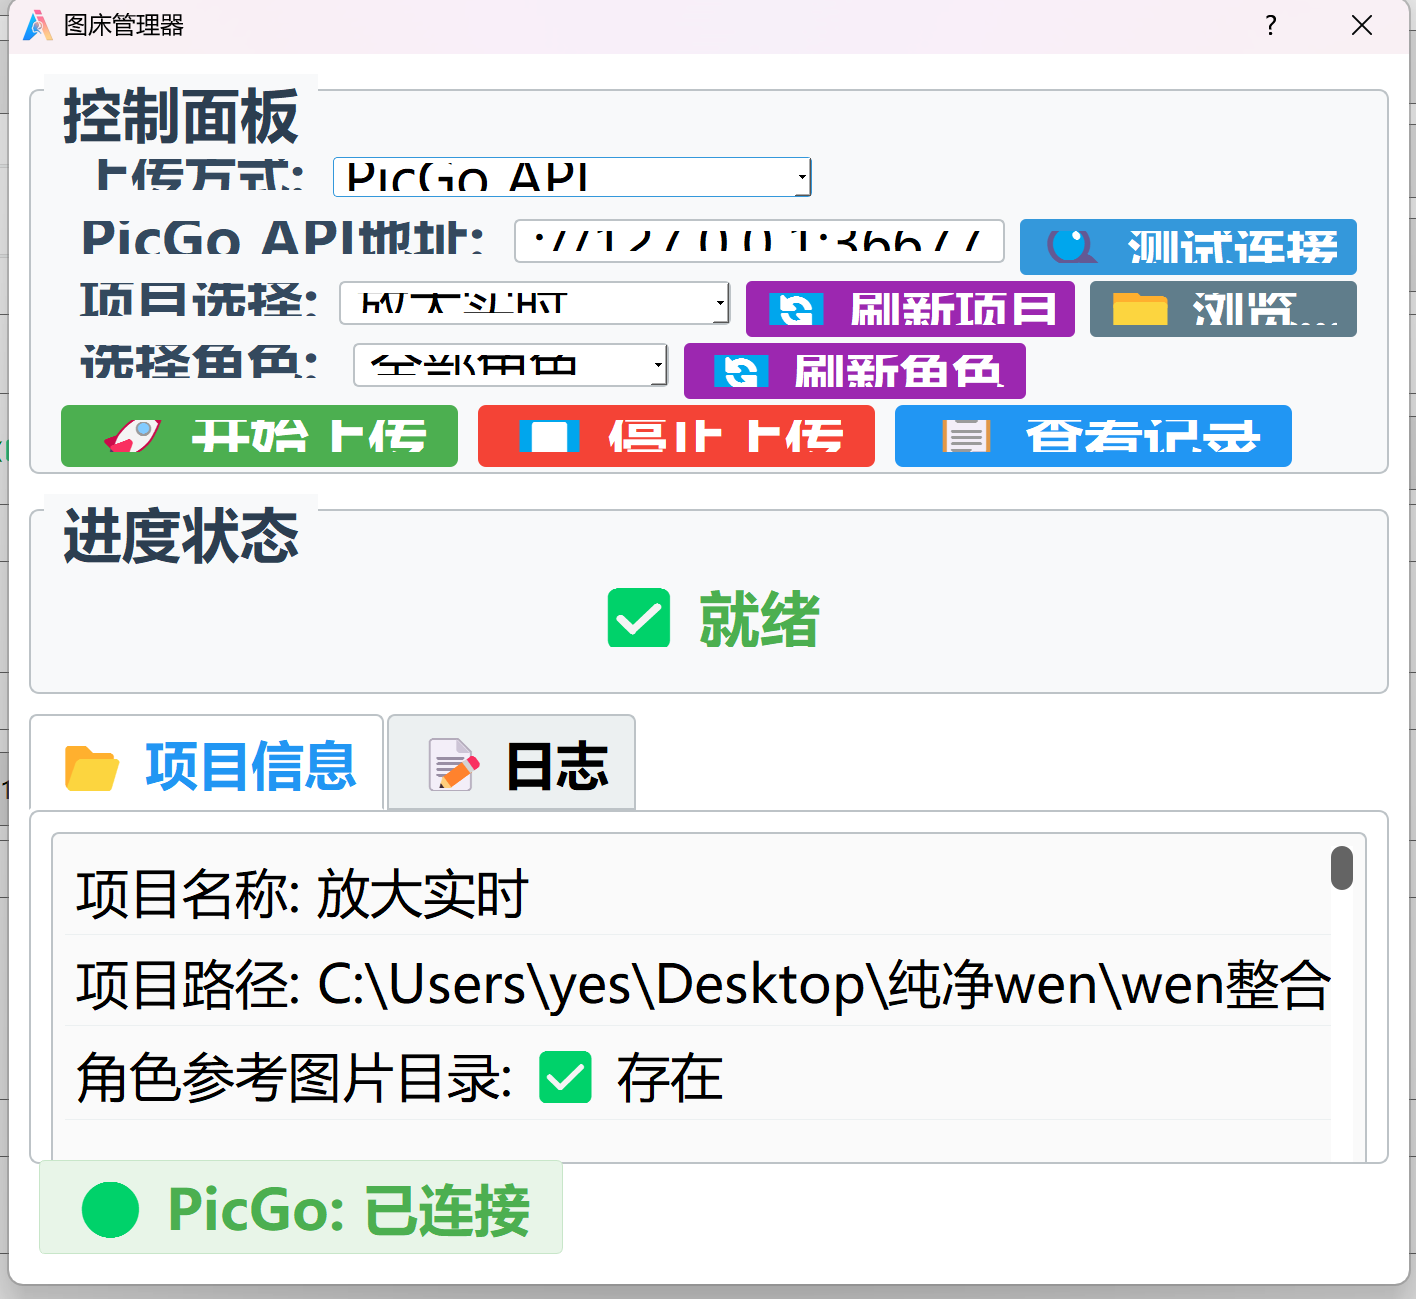 图床管理器
控制面板
上传方式: PicGo API
PicGo API地址: ://127.0.0.1:36677/ 测试连接
项目选择: 放大实时 刷新项目 浏览...
选择角色: 全部角色 刷新角色
开始上传 停止上传 查看记录
进度状态
就绪
项目信息 日志
项目名称: 放大实时
项目路径: C:\Users\yes\Desktop\纯净wen\wen整合
角色参考图片目录: 存在
PicGo: 已连接